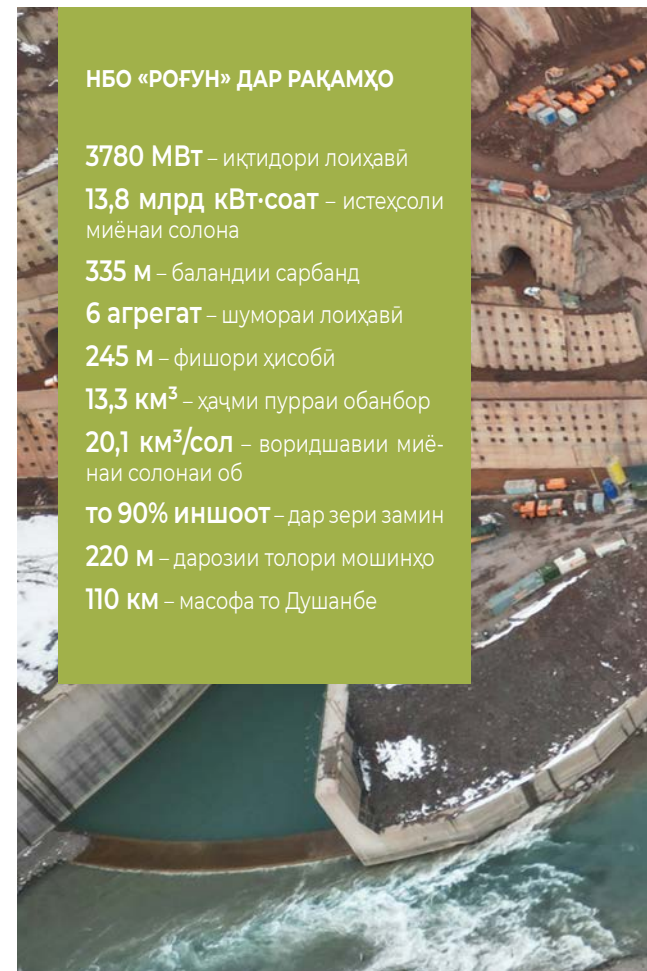 НБО «РОҒУН» ДАР РАҚАМҲО
3780 МВт – иқтидори лоиҳавӣ
13,8 млрд кВт·соат – истеҳсоли
миёнаи солона
335 м – баландии сарбанд
6 агрегат – шумораи лоиҳавӣ
245 м – фишори ҳисобӣ
13,3 км³ – ҳаҷми пурраи обанбор
20,1 км³/сол – воридшавии миё-
наи солонаи об
то 90% иншоот – дар зери замин
220 м – дарозии толори мошинҳо
110 км – масофа то Душанбе